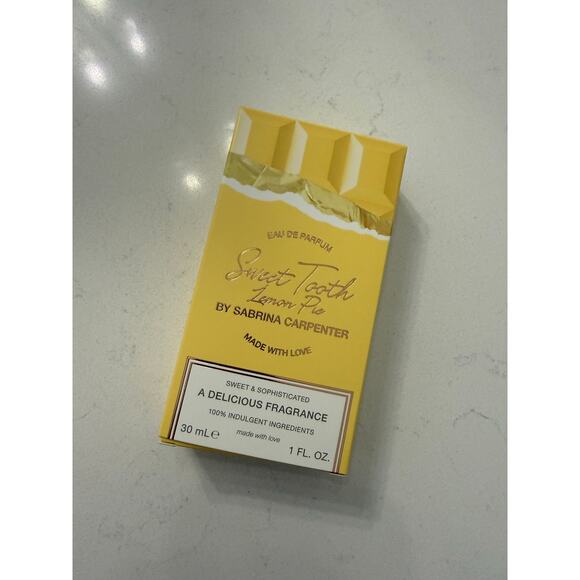 EAU DE PARFUM
Sweet Tooth
Lemon Pie
BY SABRINA CARPENTER
MADE WITH LOVE
SWEET & SOPHISTICATED
A DELICIOUS FRAGRANCE
100% INDULGENT INGREDIENTS
made with love
30 mL ℮
1 FL. OZ.